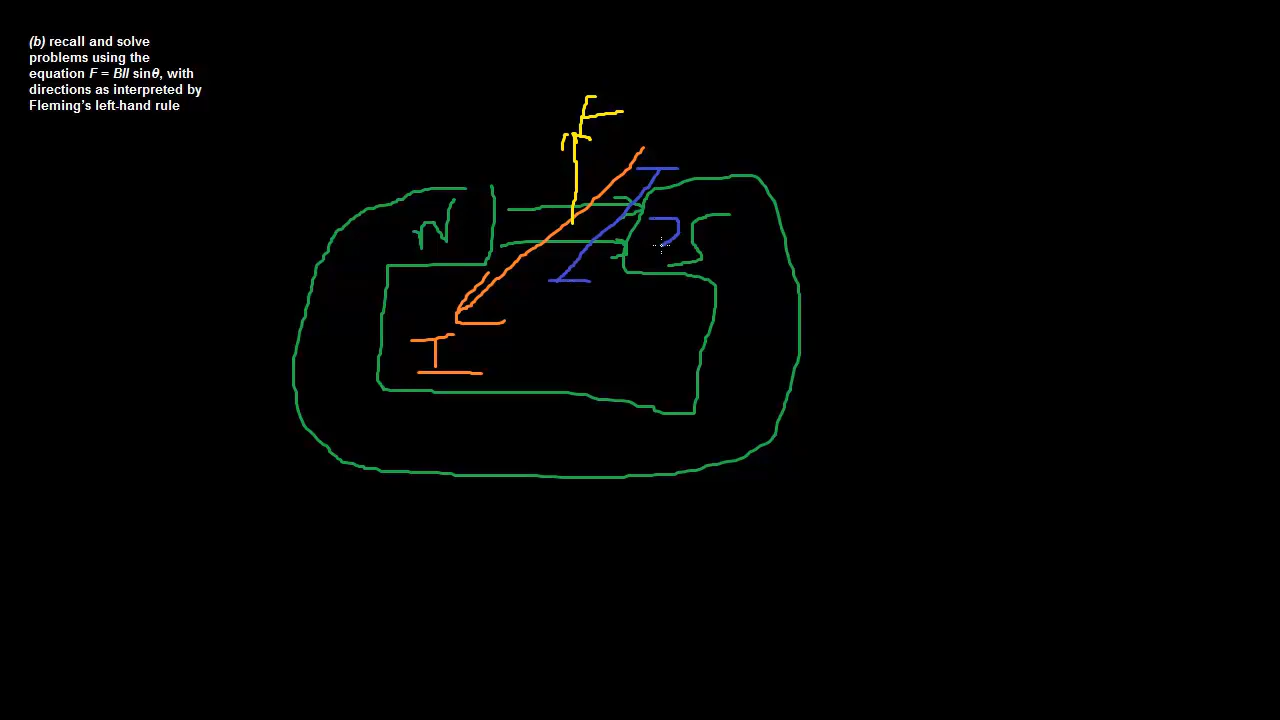 (b) recall and solve
problems using the
equation F = BIl sinθ, with
directions as interpreted by
Fleming's left-hand rule
F
N
S
I